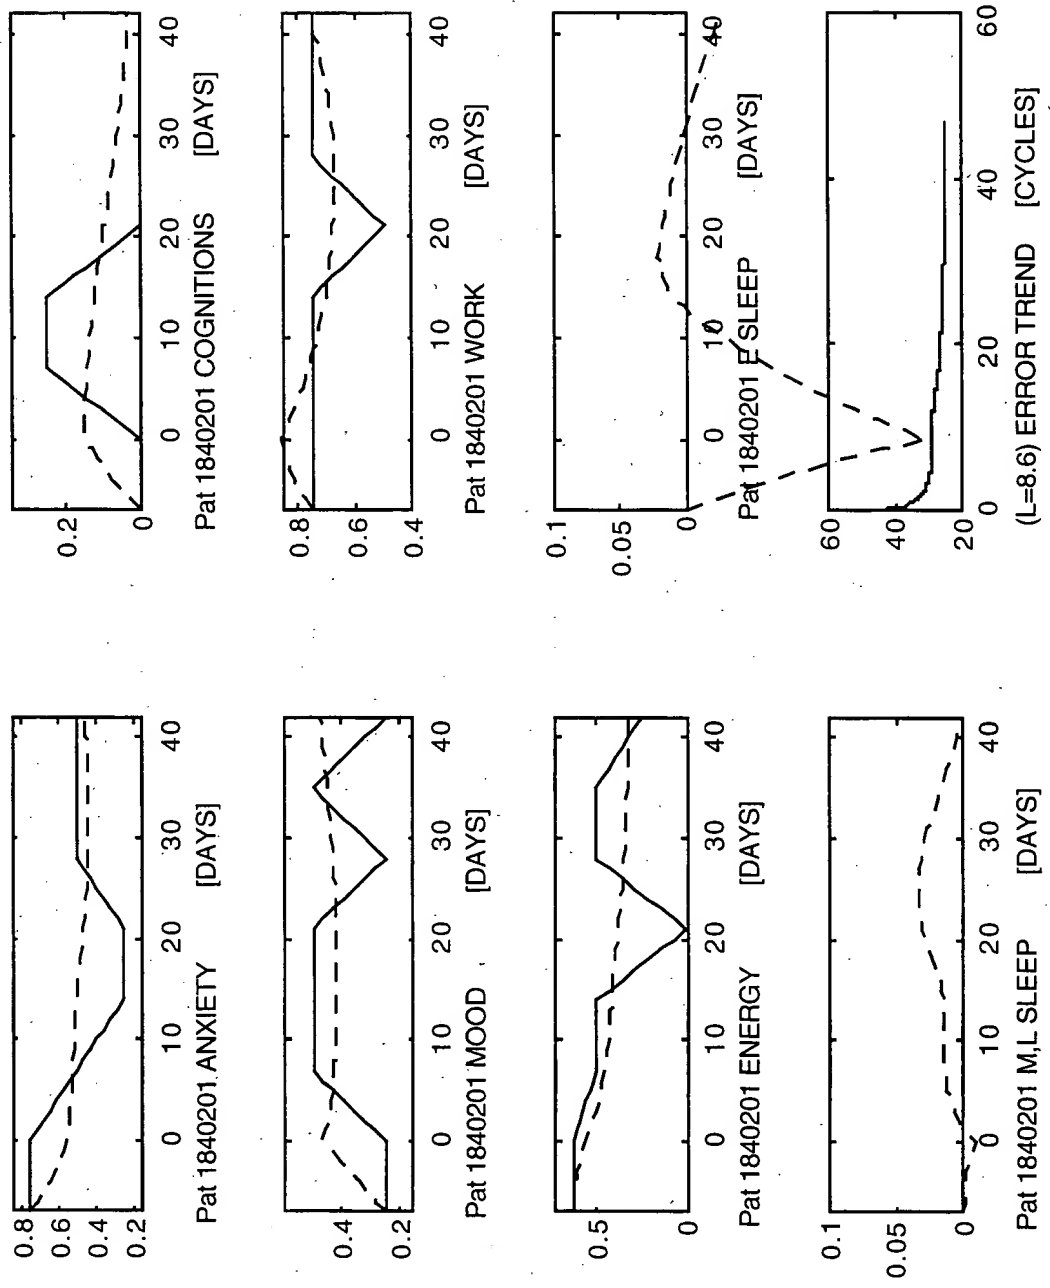 0.8
0.6
0.4
0.2
0 10 20 30 40
Pat 1840201 ANXIETY [DAYS]
0.2
0
0 10 20 30 40
Pat 1840201 COGNITIONS [DAYS]
0.4
0.2
0 10 20 30 40
Pat 1840201 MOOD [DAYS]
0.8
0.6
0.4
0 10 20 30 40
Pat 1840201 WORK [DAYS]
0.5
0
0 10 20 30 40
Pat 1840201 ENERGY [DAYS]
0.1
0.05
0
0 10 20 30 40
Pat 1840201 E SLEEP [DAYS]
0.1
0.05
0
0 10 20 30 40
Pat 1840201 M,L SLEEP [DAYS]
60
40
20
0 20 40 60
(L=8.6) ERROR TREND [CYCLES]